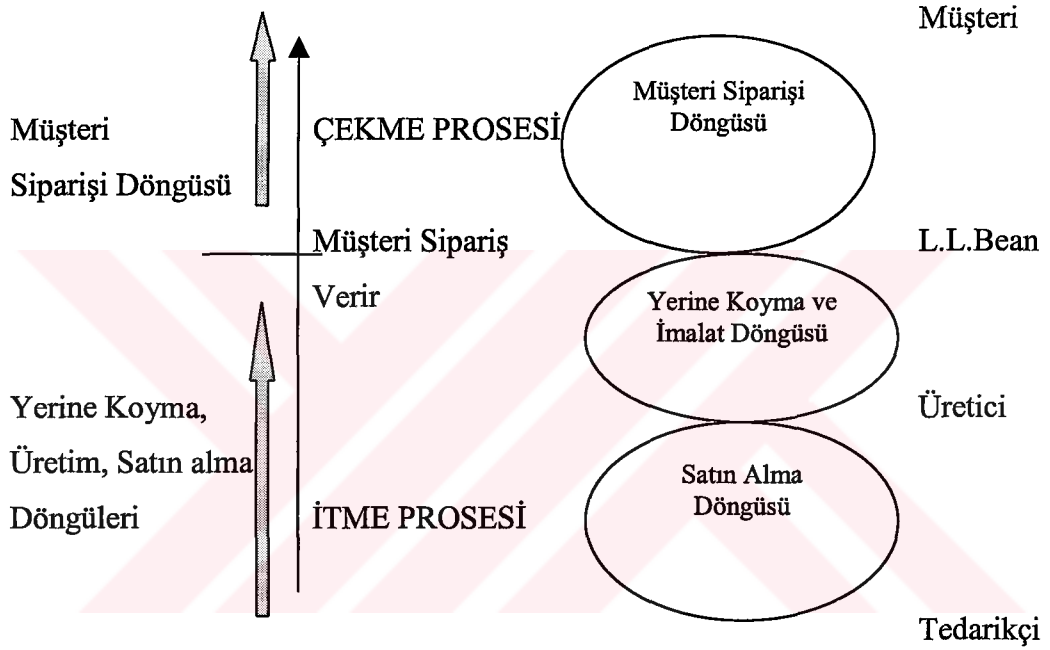 Müşteri
Müşteri Siparişi
Döngüsü
Müşteri
Siparişi Döngüsü
ÇEKME PROSESİ
Müşteri Sipariş
Verir
L.L.Bean
Yerine Koyma ve
İmalat Döngüsü
Yerine Koyma,
Üretim, Satın alma
Döngüleri
Üretici
Satın Alma
Döngüsü
İTME PROSESİ
Tedarikçi